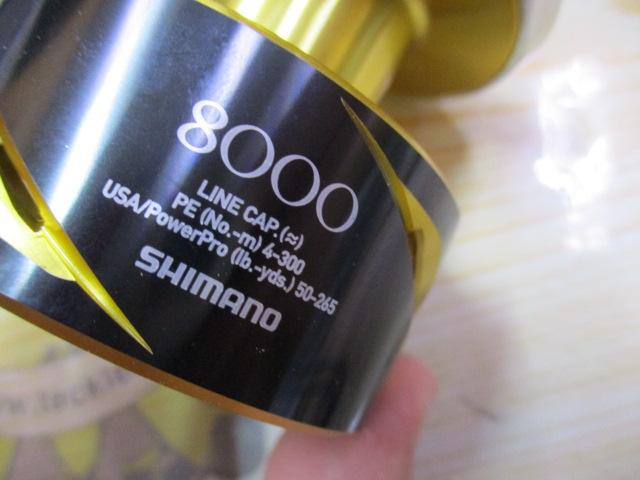 8000
LINE CAP.(≈)
PE (No.-m) 4-300
USA/PowerPro (lb.-yds.) 50-265
SHIMANO